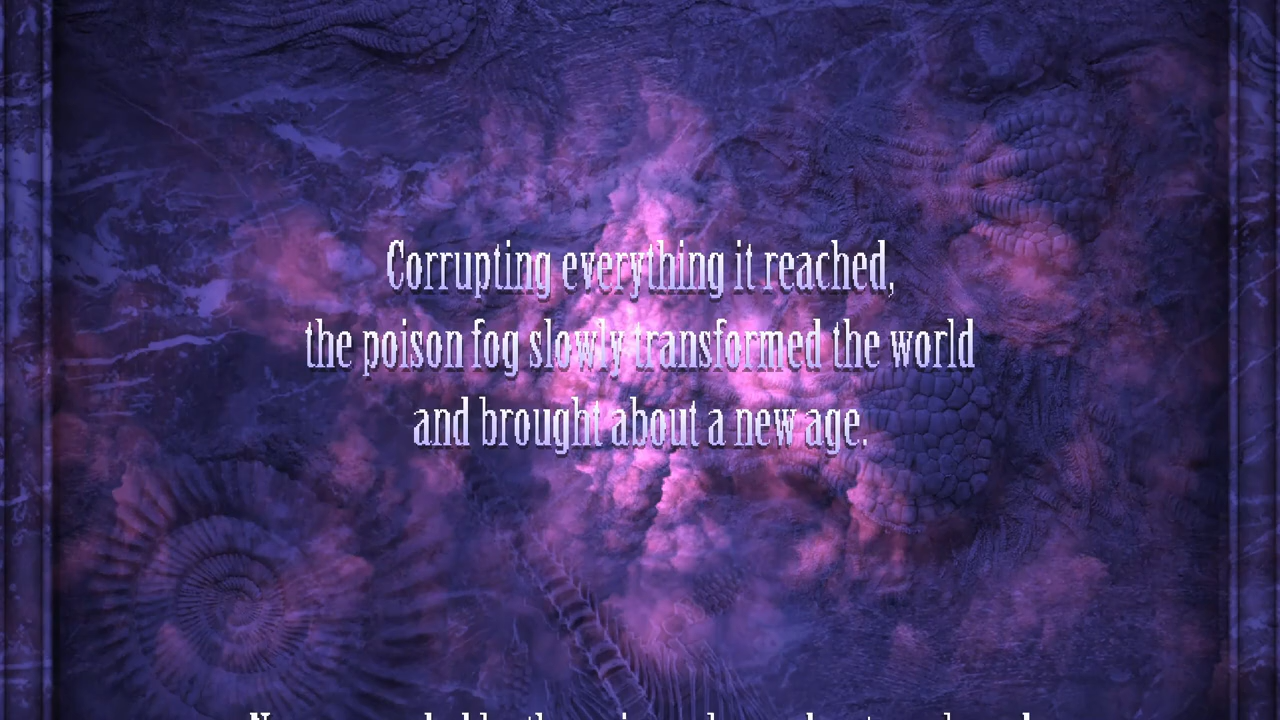 Corrupting everything it reached,
the poison fog slowly transformed the world
and brought about a new age.